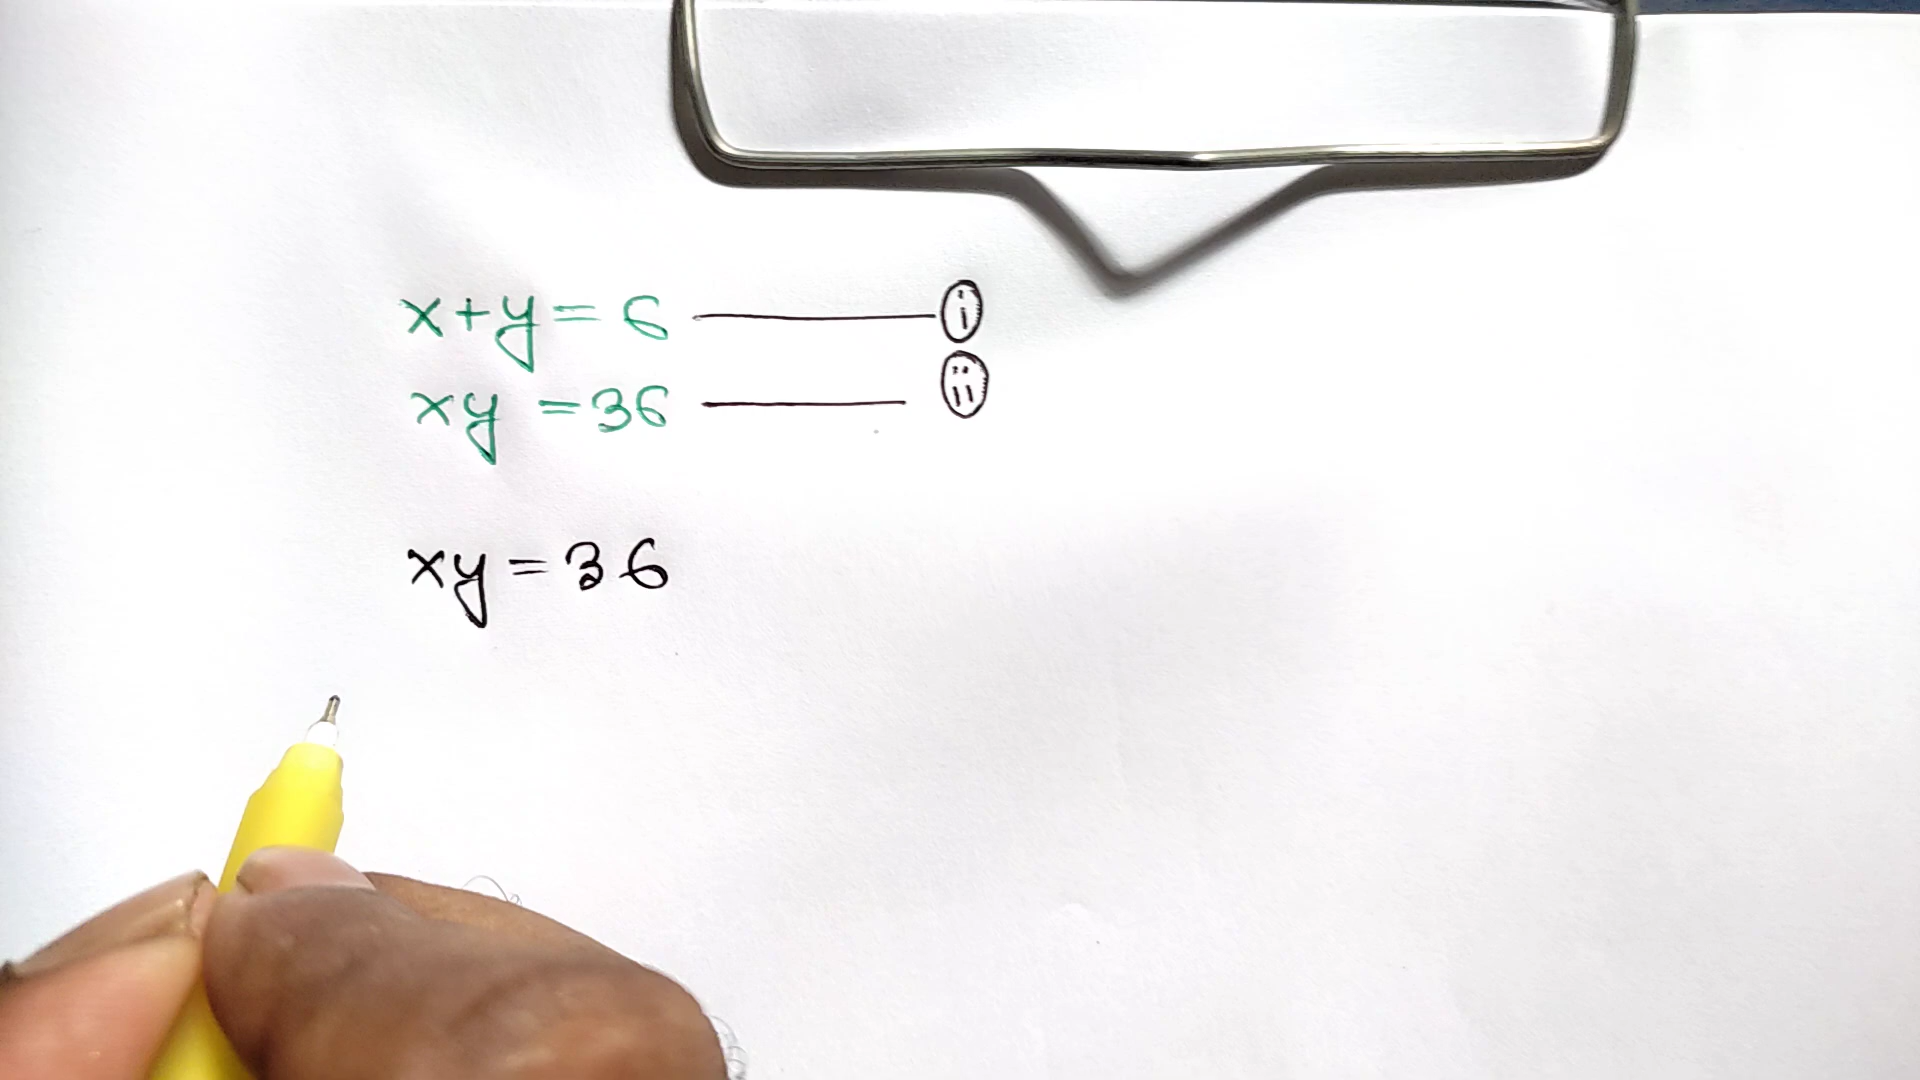 x+y=6 ——— (i)
xy =36 ——— (ii)
xy=36